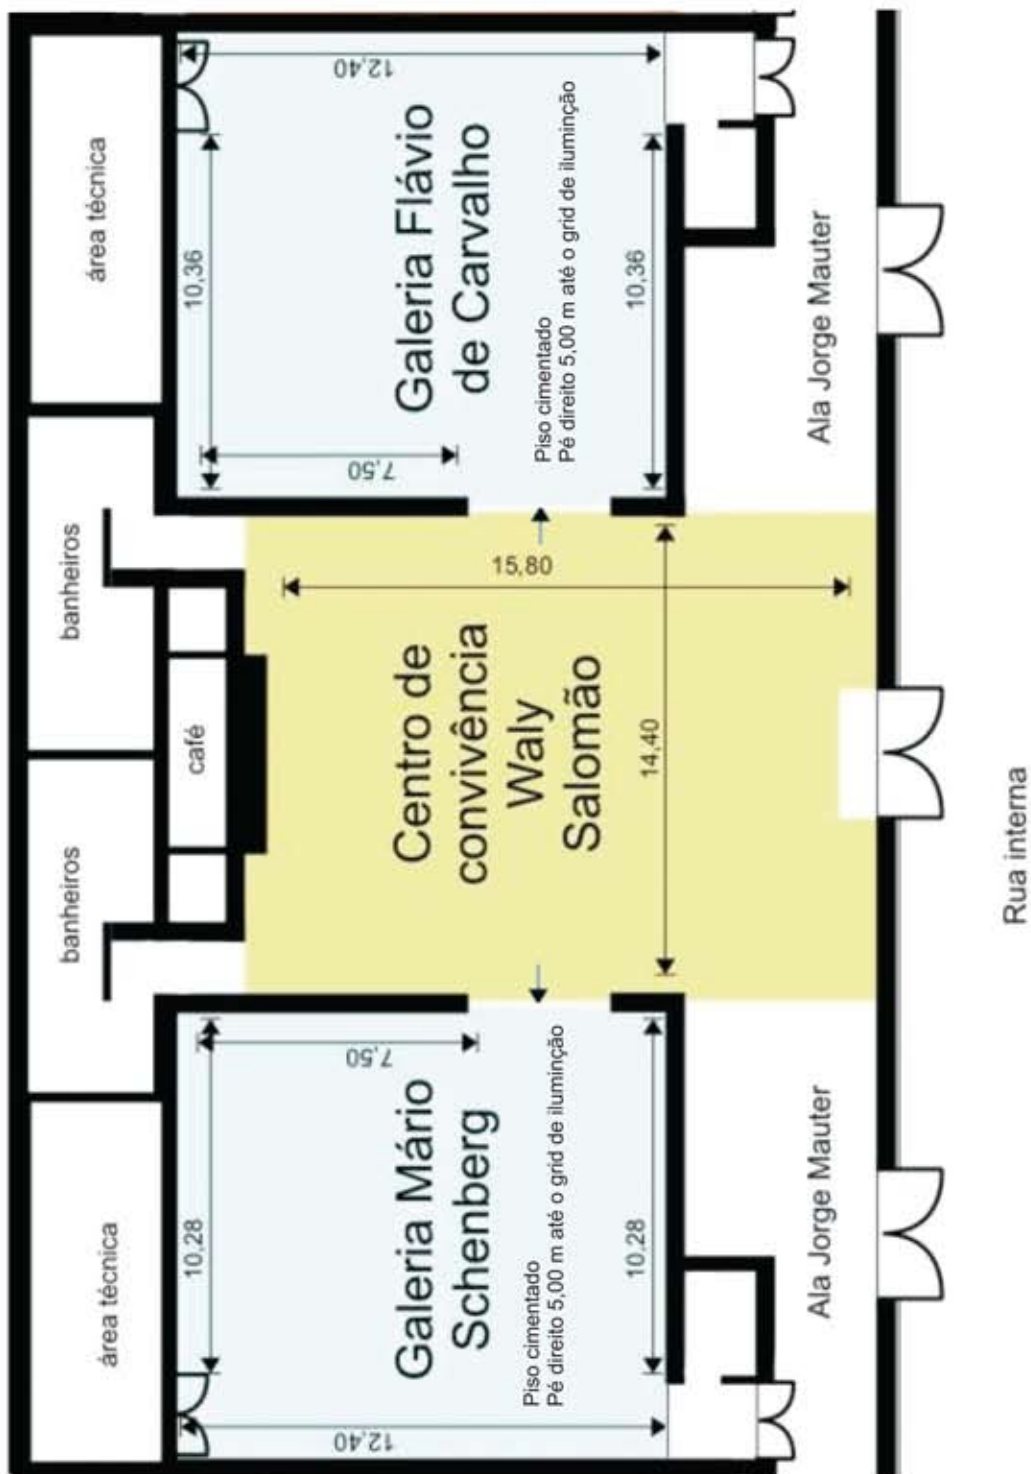 área técnica
banheiros
banheiros
área técnica
café
10,28
10,36
12,40
7,50
7,50
12,40
Galeria Mário
Schenberg
Piso cimentado
Pé direito 5,00 m até o grid de iluminção
10,28
Centro de
convivência
Waly
Salomão
15,80
14,40
Galeria Flávio
de Carvalho
Piso cimentado
Pé direito 5,00 m até o grid de iluminção
10,36
Ala Jorge Mauter
Ala Jorge Mauter
Rua interna